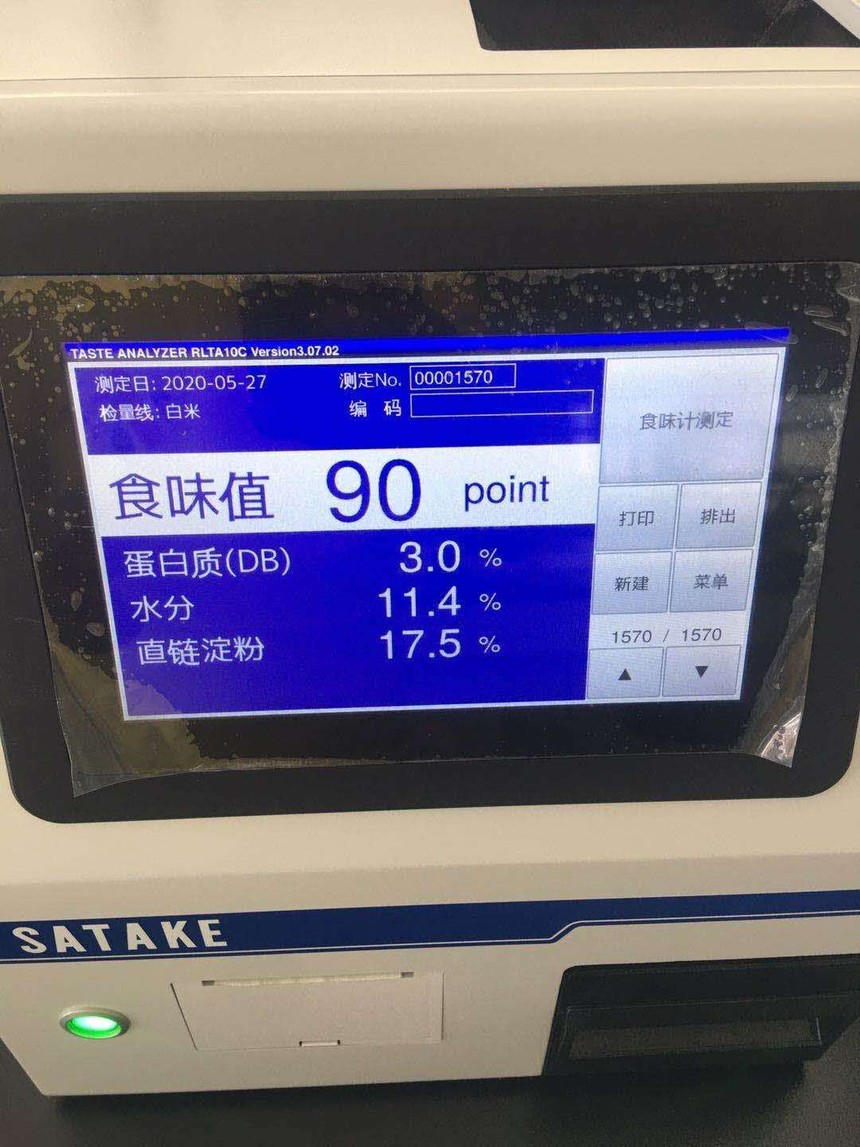 TASTE ANALYZER RLTA10C Version3.07.02
测定日: 2020-05-27 测定No. 00001570
检量线: 白米 编 码
食味计测定
食味值 90 point
打印 排出
蛋白质(DB) 3.0 %
新建 菜单
水分 11.4 %
直链淀粉 17.5 %
1570 / 1570
▲ ▼
SATAKE